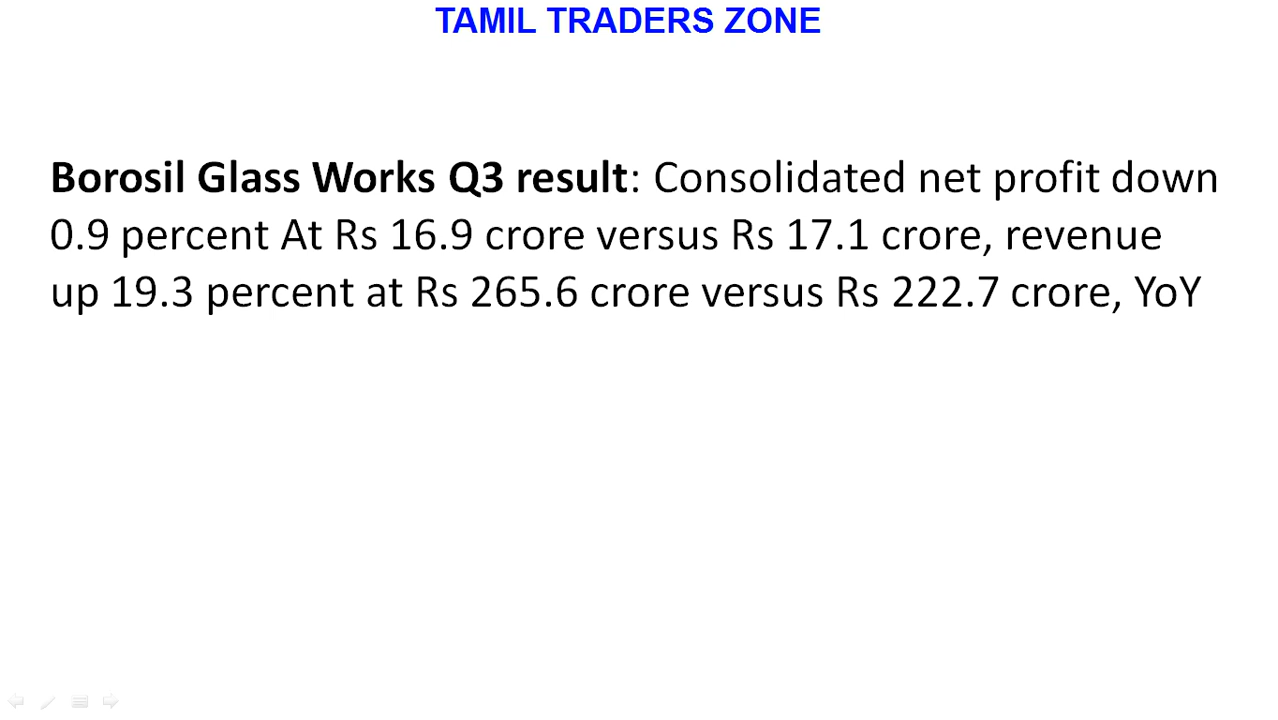 TAMIL TRADERS ZONE
Borosil Glass Works Q3 result: Consolidated net profit down
0.9 percent At Rs 16.9 crore versus Rs 17.1 crore, revenue
up 19.3 percent at Rs 265.6 crore versus Rs 222.7 crore, YoY